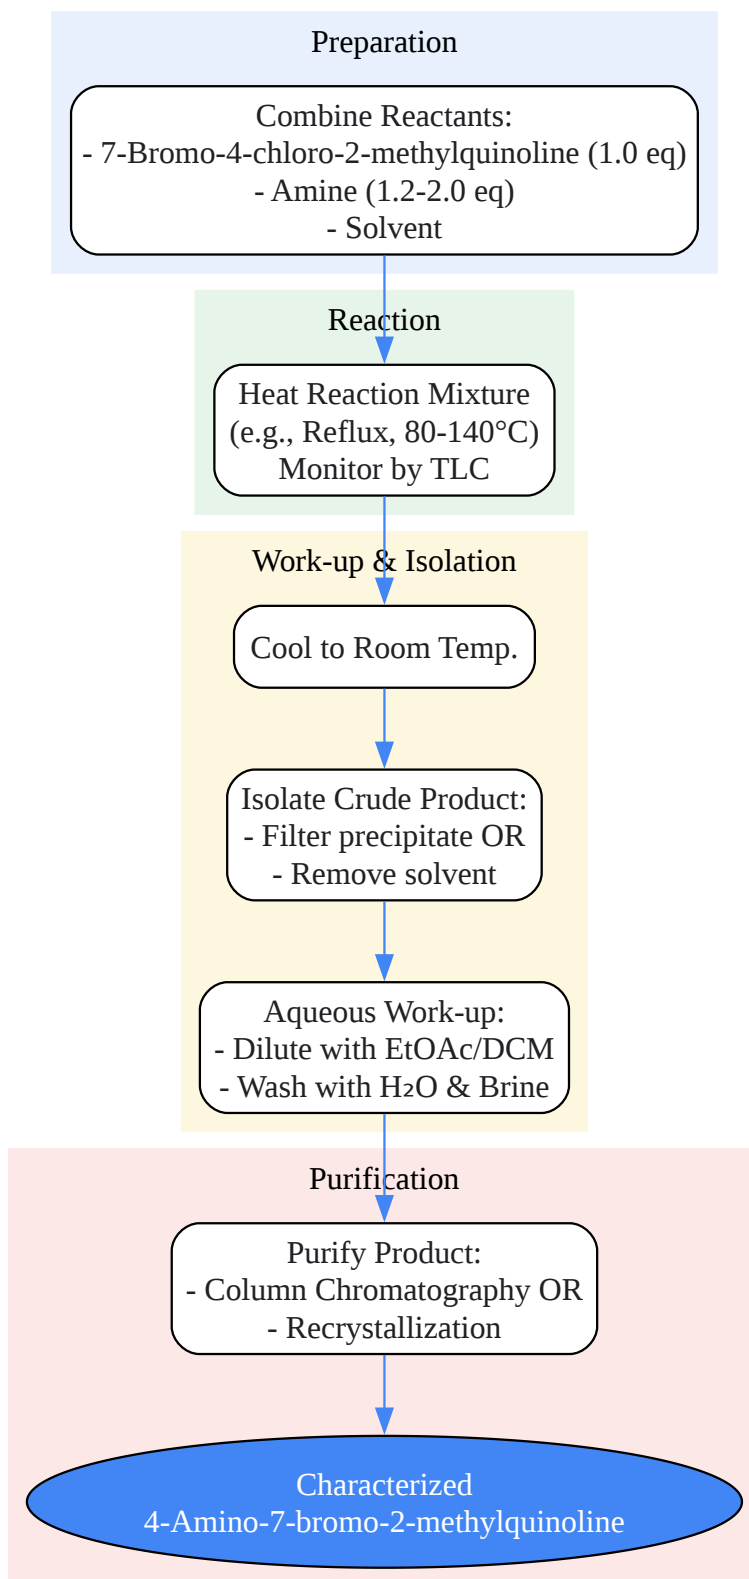 Preparation
Combine Reactants:
- 7-Bromo-4-chloro-2-methylquinoline (1.0 eq)
- Amine (1.2-2.0 eq)
- Solvent
Reaction
Heat Reaction Mixture
(e.g., Reflux, 80-140°C)
Monitor by TLC
Work-up & Isolation
Cool to Room Temp.
Isolate Crude Product:
- Filter precipitate OR
- Remove solvent
Aqueous Work-up:
- Dilute with EtOAc/DCM
- Wash with H₂O & Brine
Purification
Purify Product:
- Column Chromatography OR
- Recrystallization
Characterized
4-Amino-7-bromo-2-methylquinoline